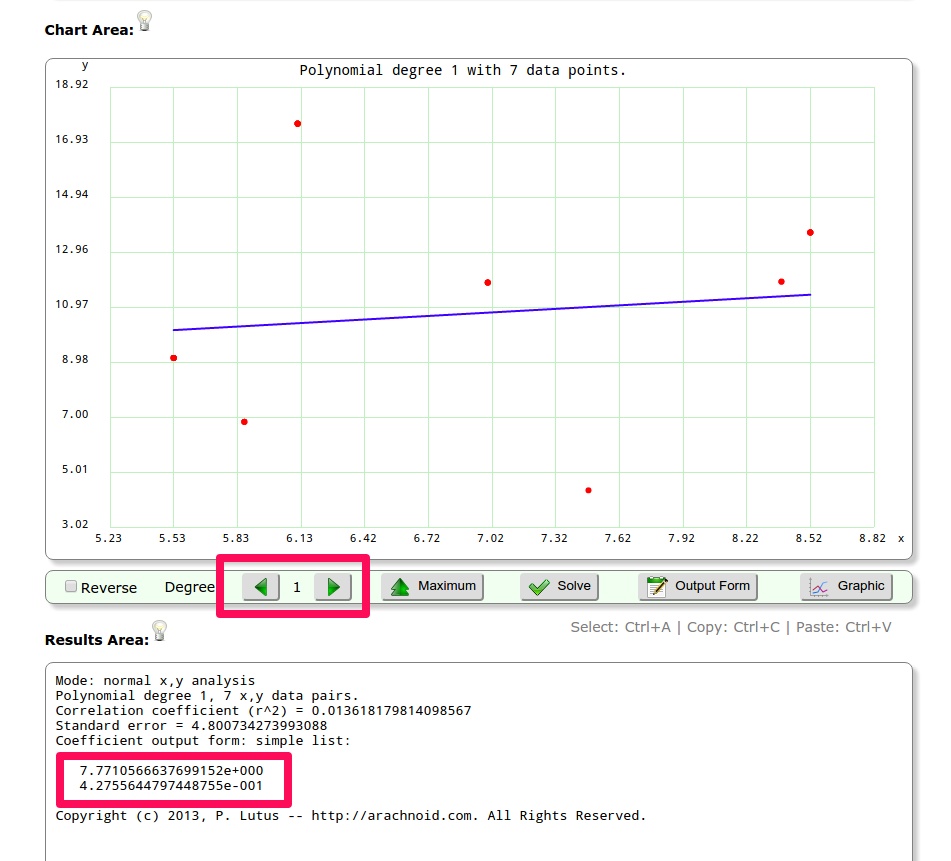 Chart Area:
y
Polynomial degree 1 with 7 data points.
18.92
16.93
14.94
12.96
10.97
8.98
7.00
5.01
3.02
5.23 5.53 5.83 6.13 6.42 6.72 7.02 7.32 7.62 7.92 8.22 8.52 8.82 x
Reverse Degree 1 Maximum Solve Output Form Graphic
Results Area:
Select: Ctrl+A | Copy: Ctrl+C | Paste: Ctrl+V
Mode: normal x,y analysis
Polynomial degree 1, 7 x,y data pairs.
Correlation coefficient (r^2) = 0.013618179814098567
Standard error = 4.800734273993088
Coefficient output form: simple list:
7.7710566637699152e+000
4.2755644797448755e-001
Copyright (c) 2013, P. Lutus -- http://arachnoid.com. All Rights Reserved.